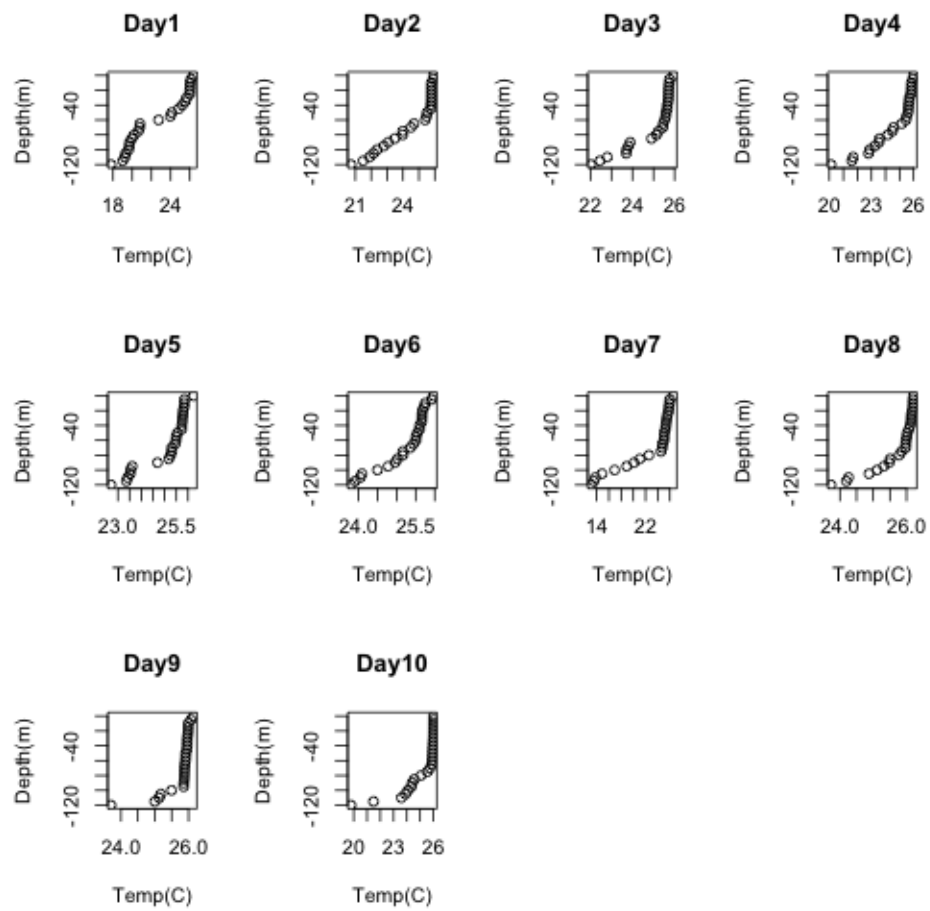 Day1
Depth(m)
-40
-120
18 24
Temp(C)
Day2
Depth(m)
-40
-120
21 24
Temp(C)
Day3
Depth(m)
-40
-120
22 24 26
Temp(C)
Day4
Depth(m)
-40
-120
20 23 26
Temp(C)
Day5
Depth(m)
-40
-120
23.0 25.5
Temp(C)
Day6
Depth(m)
-40
-120
24.0 25.5
Temp(C)
Day7
Depth(m)
-40
-120
14 22
Temp(C)
Day8
Depth(m)
-40
-120
24.0 26.0
Temp(C)
Day9
Depth(m)
-40
-120
24.0 26.0
Temp(C)
Day10
Depth(m)
-40
-120
20 23 26
Temp(C)